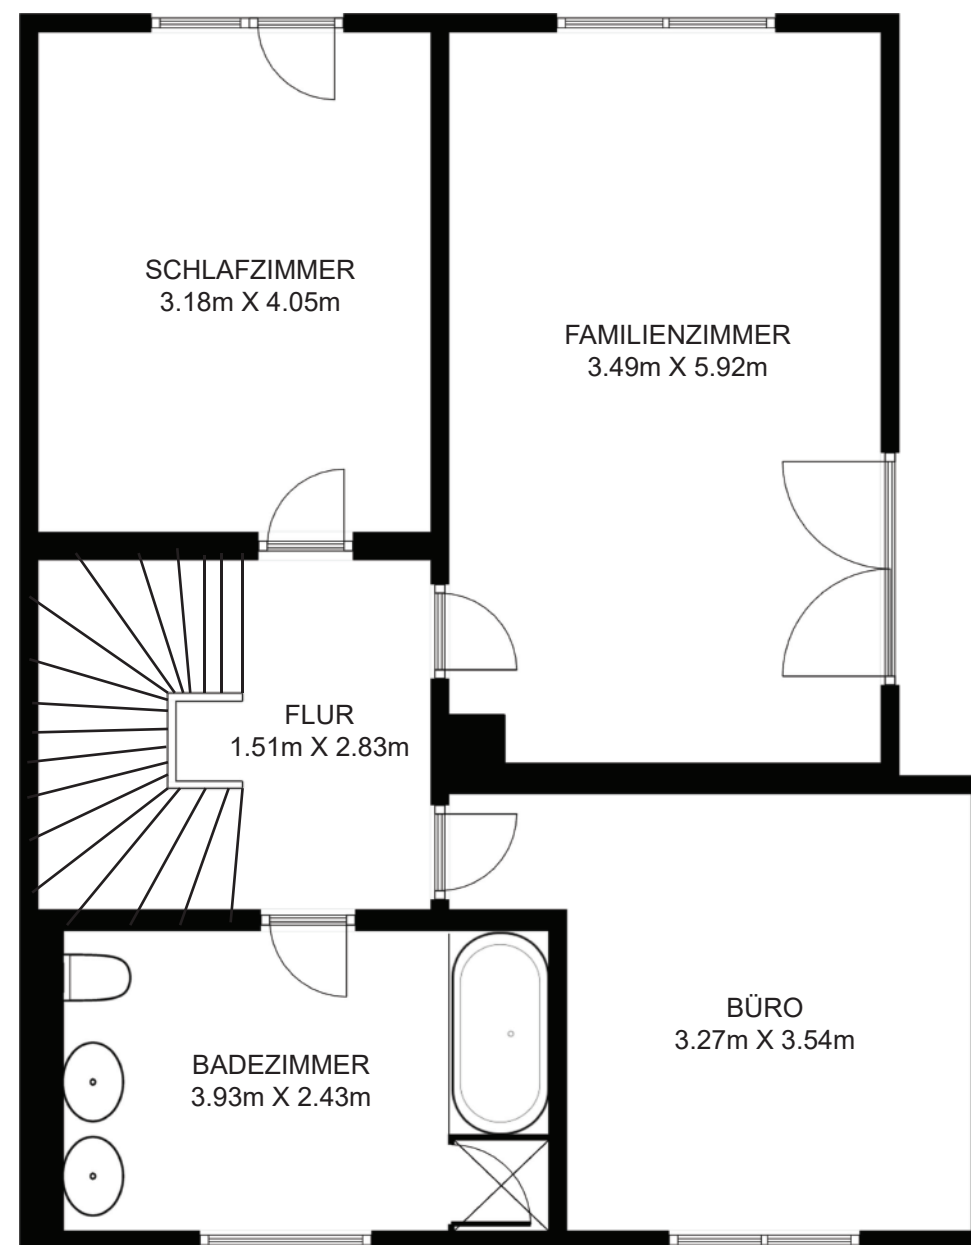 SCHLAFZIMMER
3.18m X 4.05m
FAMILIENZIMMER
3.49m X 5.92m
FLUR
1.51m X 2.83m
BÜRO
3.27m X 3.54m
BADEZIMMER
3.93m X 2.43m